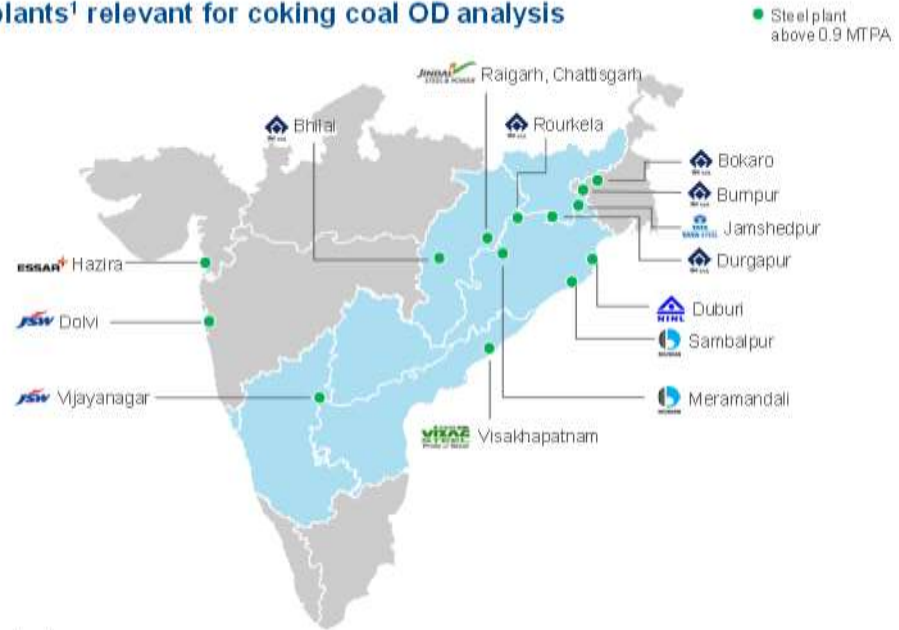 plants¹ relevant for coking coal OD analysis
Steel plant
above 0.9 MTPA
JINDAL
STEEL & POWER
Raigarh, Chattisgarh
Bhilai
Rourkela
Bokaro
Burnpur
TATA STEEL
Jamshedpur
Durgapur
ESSAR
Hazira
JSW
Dolvi
NINL
Duburi
Sambalpur
JSW
Vijayanagar
Meramandali
VIZAG
STEEL
Visakhapatnam